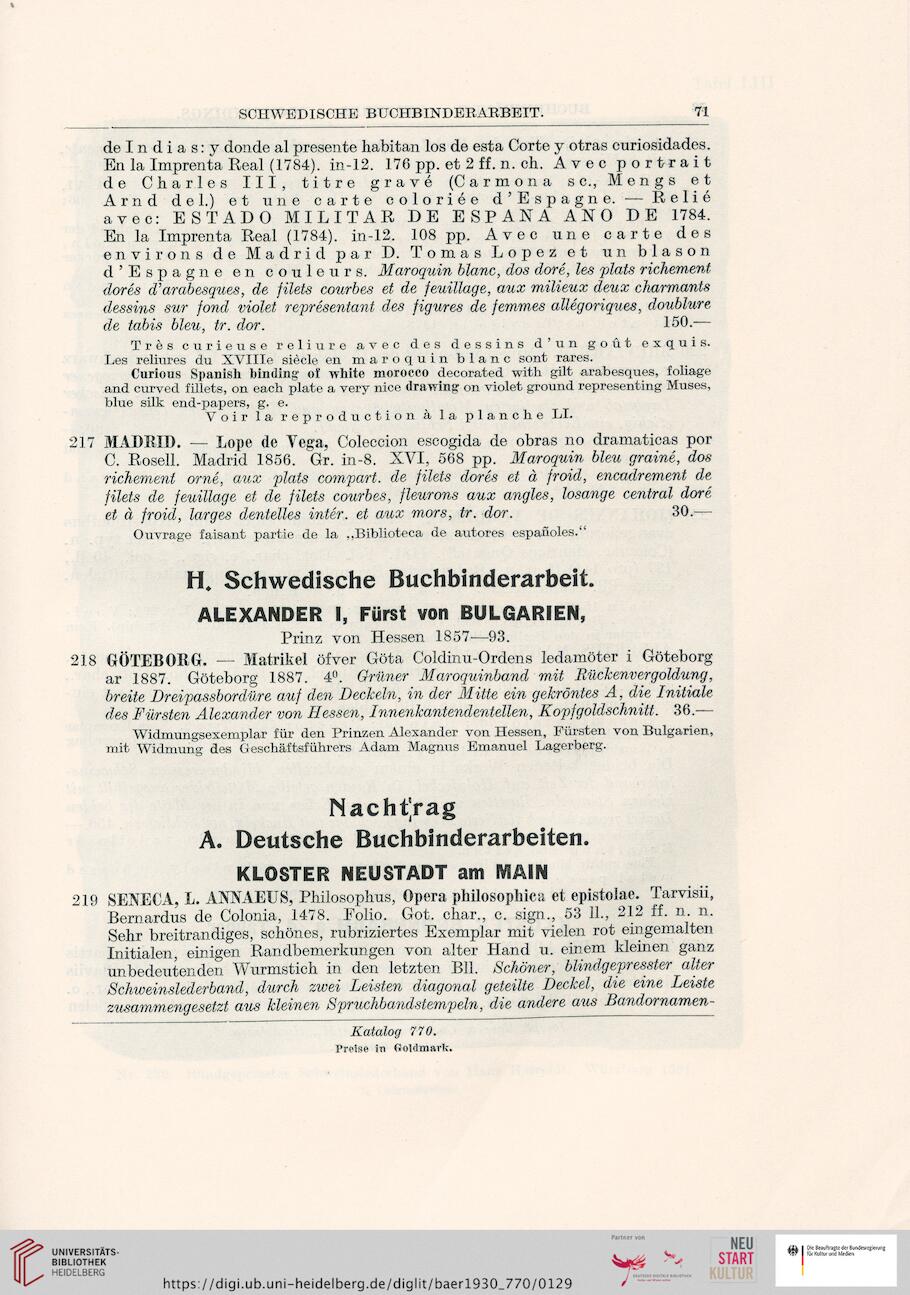 SCHWEDISCHE BUCHBINDERARBEIT. 71
de Indias: y donde al presente habitan los de esta Corte y otras curiosidades.
En la Imprenta Real (1784). in-12. 176 pp. et 2 ff. n. ch. Avec portrait
de Charles III, titre gravé (Carmona sc., Mengs et
Arnd del.) et une carte coloriée d'Espagne. — Relié
avec: ESTADO MILITAR DE ESPANA ANO DE 1784.
En la Imprenta Real (1784). in-12. 108 pp. Avec une carte des
environs de Madrid par D. Tomas Lopez et un blason
d'Espagne en couleurs. Maroquin blanc, dos doré, les plats richement
dorés d'arabesques, de filets courbes et de feuillage, aux milieux deux charmants
dessins sur fond violet représentant des figures de femmes allégoriques, doublure
de tabis bleu, tr. dor. 150.—
Très curieuse reliure avec des dessins d'un goût exquis.
Les reliures du XVIIIe siècle en maroquin blanc sont rares.
Curious Spanish binding of white morocco decorated with gilt arabesques, foliage
and curved fillets, on each plate a very nice drawing on violet ground representing Muses,
blue silk end-papers, g. e.
Voir la reproduction à la planche LI.
217 MADRID. — Lope de Vega, Coleccion escogida de obras no dramaticas por
C. Rosell. Madrid 1856. Gr. in-8. XVI, 568 pp. Maroquin bleu grainé, dos
richement orné, aux plats compart. de filets dorés et à froid, encadrement de
filets de feuillage et de filets courbes, fleurons aux angles, losange central doré
et à froid, larges dentelles intér. et aux mors, tr. dor. 30.—
Ouvrage faisant partie de la „Biblioteca de autores españoles.“
H. Schwedische Buchbinderarbeit.
ALEXANDER I, Fürst von BULGARIEN,
Prinz von Hessen 1857—93.
218 GÖTEBORG. — Matrikel öfver Göta Coldinu-Ordens ledamöter i Göteborg
ar 1887. Göteborg 1887. 4⁰. Grüner Maroquinband mit Rückenvergoldung,
breite Dreipassbordüre auf den Deckeln, in der Mitte ein gekröntes A, die Initiale
des Fürsten Alexander von Hessen, Innenkantendentellen, Kopfgoldschnitt. 36.—
Widmungsexemplar für den Prinzen Alexander von Hessen, Fürsten von Bulgarien,
mit Widmung des Geschäftsführers Adam Magnus Emanuel Lagerberg.
Nachtrag
A. Deutsche Buchbinderarbeiten.
KLOSTER NEUSTADT am MAIN
219 SENECA, L. ANNAEUS, Philosophus, Opera philosophica et epistolae. Tarvisii,
Bernardus de Colonia, 1478. Folio. Got. char., c. sign., 53 ll., 212 ff. n. n.
Sehr breitrandiges, schönes, rubriziertes Exemplar mit vielen rot eingemalten
Initialen, einigen Randbemerkungen von alter Hand u. einem kleinen ganz
unbedeutenden Wurmstich in den letzten Bll. Schöner, blindgepresster alter
Schweinslederband, durch zwei Leisten diagonal geteilte Deckel, die eine Leiste
zusammengesetzt aus kleinen Spruchbandstempeln, die andere aus Bandornamen-
Katalog 770.
Preise in Goldmark.
UNIVERSITÄTS-
BIBLIOTHEK
HEIDELBERG
https://digi.ub.uni-heidelberg.de/diglit/baer1930_770/0129
Partner von
DEUTSCHE DIGITALE BIBLIOTHEK
NEU
START
KULTUR
Die Beauftragte der Bundesregierung
für Kultur und Medien